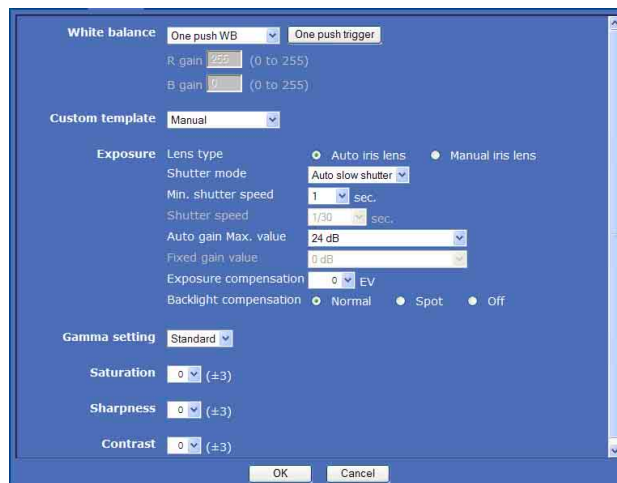 White balance One push WB One push trigger
R gain 255 (0 to 255)
B gain 0 (0 to 255)
Custom template Manual
Exposure Lens type Auto iris lens Manual iris lens
Shutter mode Auto slow shutter
Min. shutter speed 1 sec.
Shutter speed 1/30 sec.
Auto gain Max. value 24 dB
Fixed gain value 0 dB
Exposure compensation 0 EV
Backlight compensation Normal Spot Off
Gamma setting Standard
Saturation 0 (±3)
Sharpness 0 (±3)
Contrast 0 (±3)
OK Cancel